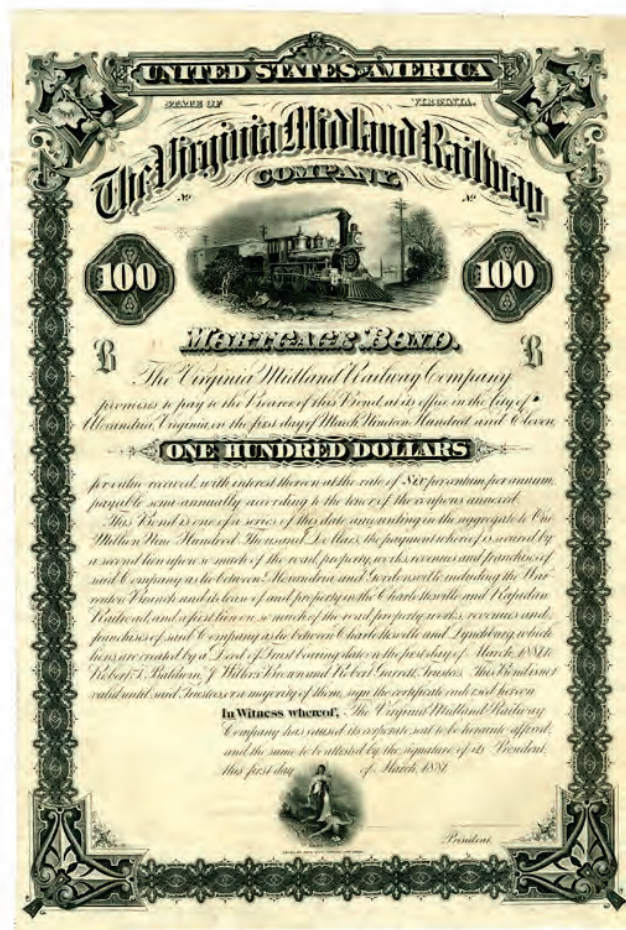 UNITED STATES OF AMERICA
STATE OF VIRGINIA.
The Virginia Midland Railway
COMPANY,
No No
100 100
MORTGAGE BOND.
B B
The Virginia Midland Railway Company
promises to pay to the Bearer of this Bond, at its office in the City of
Alexandria, Virginia, on the first day of March Nineteen Hundred and Eleven,
ONE HUNDRED DOLLARS
for value received, with interest thereon at the rate of Six per centum, per annum,
payable semi-annually according to the tenor of the coupons annexed.
This Bond is one of a series of this date amounting in the aggregate to One
Million Nine Hundred Thousand Dollars, the payment whereof is secured by
a second lien upon so much of the road, property, works, revenues and franchises of
said Company as lie between Alexandria and Gordonsville including the War-
renton Branch and its lease of and property in the Charlottesville and Rapidan
Railroad, and a first lien on so much of the road property, works, revenues and
franchises of said Company as lie between Charlottesville and Lynchburg, which
liens are created by a Deed of Trust bearing date on the first day of March, 1881, to
Robert T. Baldwin, J. Wilcox Brown and Robert Garrett, Trustees. This Bond is not
valid until said Trustees or a majority of them, sign the certificate endorsed hereon.
In Witness whereof, The Virginia Midland Railway
Company has caused its corporate seal to be hereunto affixed,
and the same to be attested by the signature of its President,
this first day of March, 1881.
President.